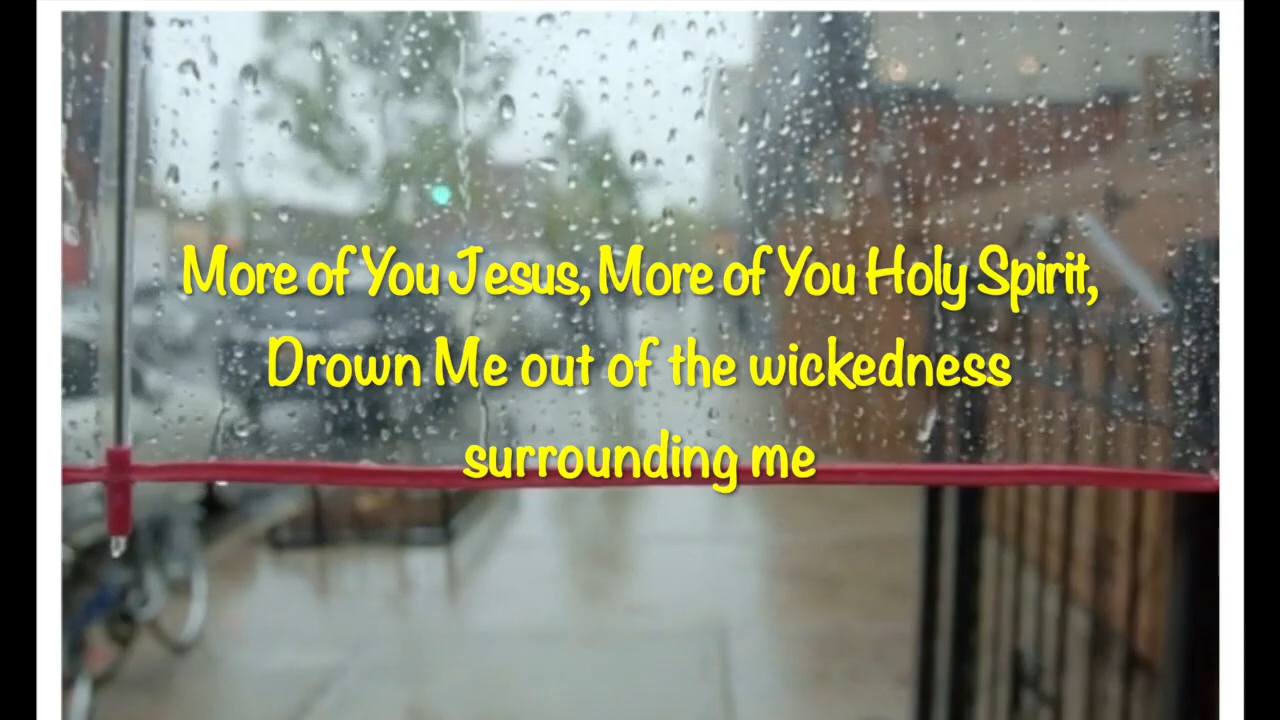 More of You Jesus, More of You Holy Spirit,
Drown Me out of the wickedness
surrounding me